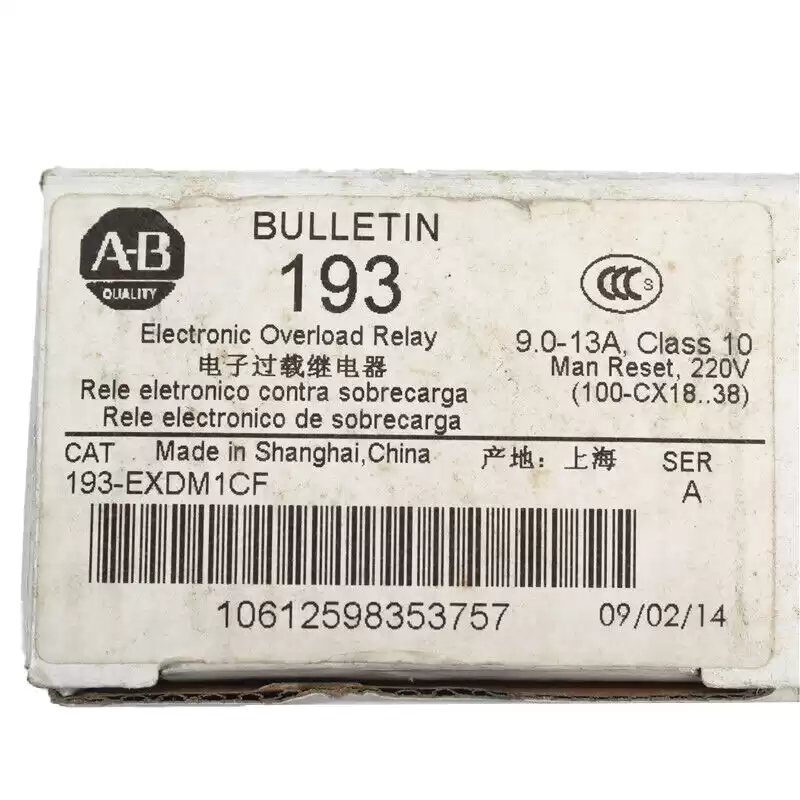 A-B
QUALITY
BULLETIN
193
Electronic Overload Relay
电子过载继电器
Rele eletronico contra sobrecarga
Rele electronico de sobrecarga
CCC S
9.0-13A, Class 10
Man Reset, 220V
(100-CX18..38)
CAT Made in Shanghai,China 产地: 上海 SER
193-EXDM1CF A
10612598353757 09/02/14